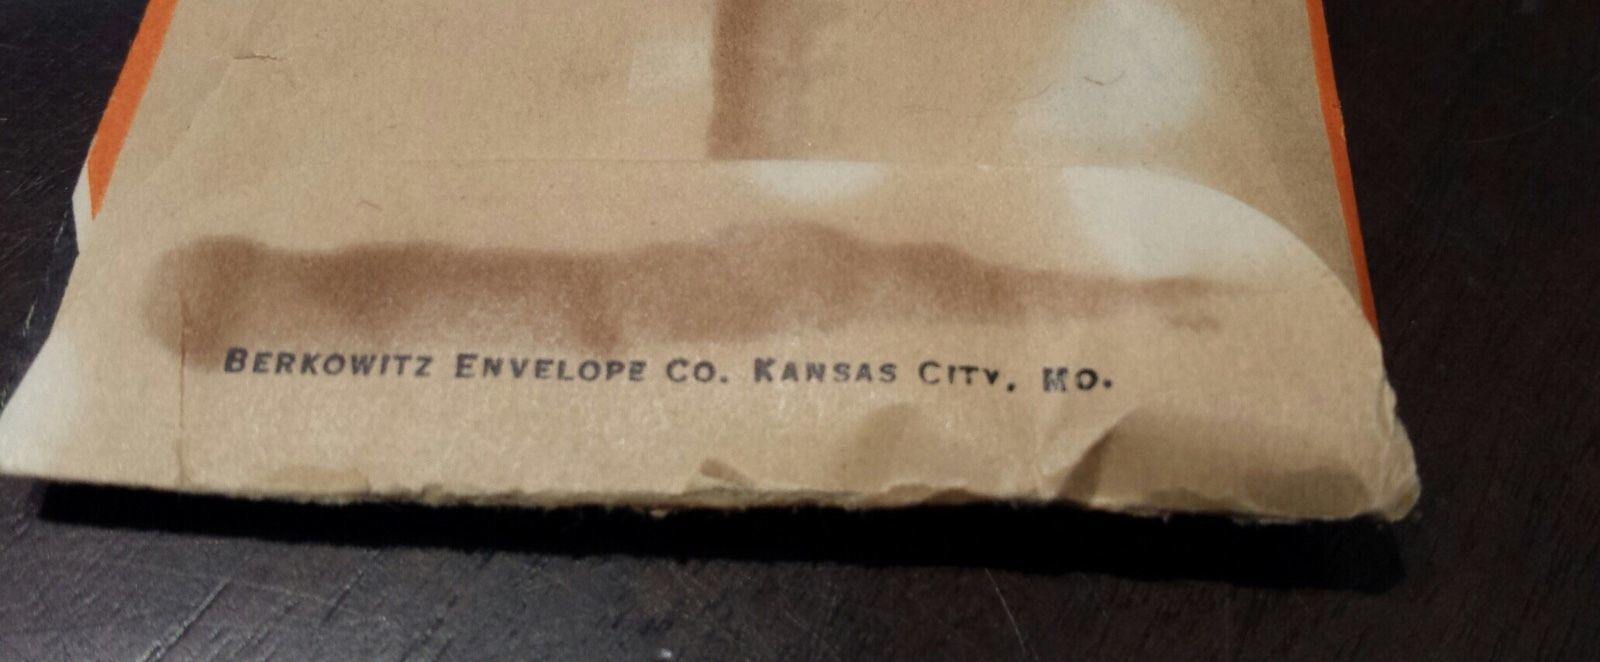 BERKOWITZ ENVELOPE CO. KANSAS CITY, MO.